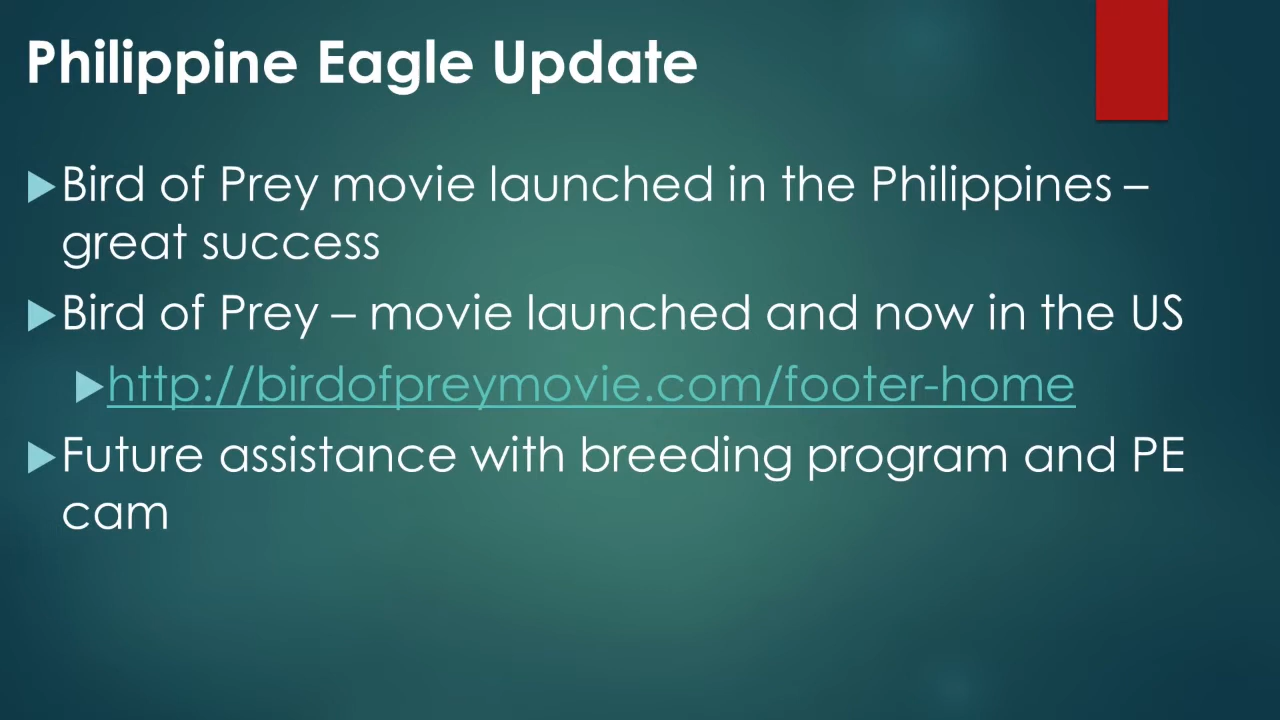 Philippine Eagle Update
Bird of Prey movie launched in the Philippines –
great success
Bird of Prey – movie launched and now in the US
http://birdofpreymovie.com/footer-home
Future assistance with breeding program and PE
cam